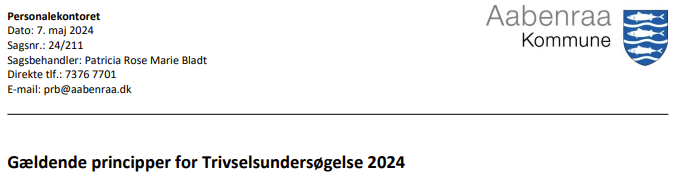 Personalekontoret
Dato: 7. maj 2024
Sagsnr.: 24/211
Sagsbehandler: Patricia Rose Marie Bladt
Direkte tlf.: 7376 7701
E-mail: prb@aabenraa.dk
Aabenraa
Kommune
Gældende principper for Trivselsundersøgelse 2024